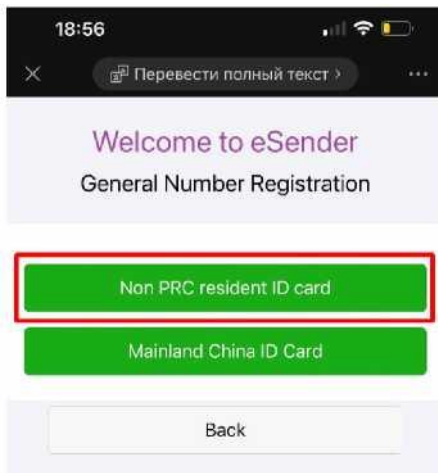 18:56
Перевести полный текст >
Welcome to eSender
General Number Registration
Non PRC resident ID card
Mainland China ID Card
Back